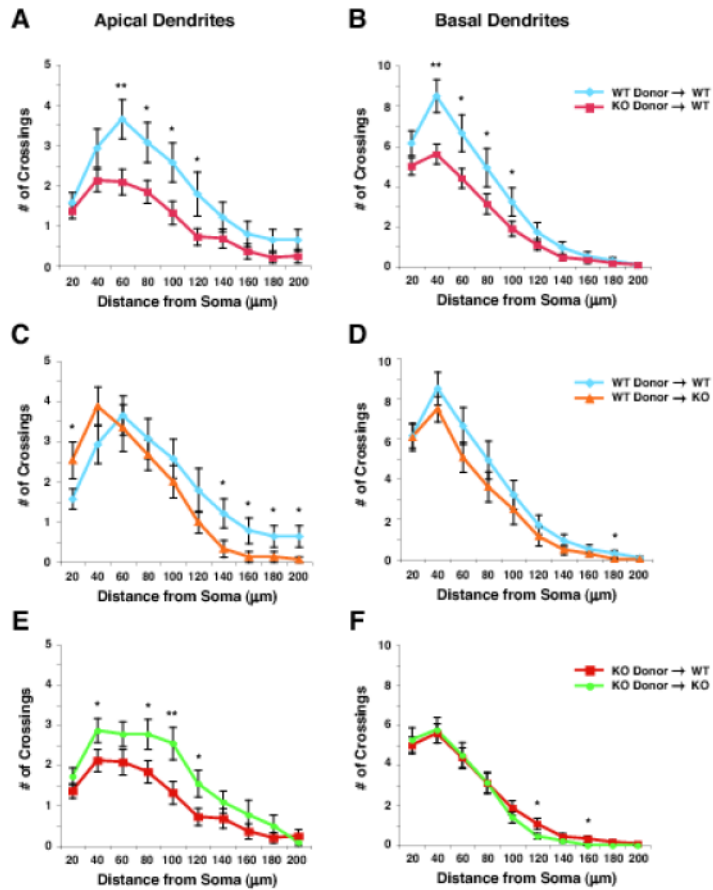 A Apical Dendrites
B Basal Dendrites
# of Crossings
5
4
3
2
1
0
** * * *
20 40 60 80 100 120 140 160 180 200
Distance from Soma (μm)
# of Crossings
10
8
6
4
2
0
** * * *
20 40 60 80 100 120 140 160 180 200
Distance from Soma (μm)
WT Donor → WT
KO Donor → WT
C
# of Crossings
5
4
3
2
1
0
* * * * *
20 40 60 80 100 120 140 160 180 200
Distance from Soma (μm)
D
# of Crossings
10
8
6
4
2
0
*
20 40 60 80 100 120 140 160 180 200
Distance from Soma (μm)
WT Donor → WT
WT Donor → KO
E
# of Crossings
5
4
3
2
1
0
* * ** *
20 40 60 80 100 120 140 160 180 200
Distance from Soma (μm)
F
# of Crossings
10
8
6
4
2
0
* *
20 40 60 80 100 120 140 160 180 200
Distance from Soma (μm)
KO Donor → WT
KO Donor → KO